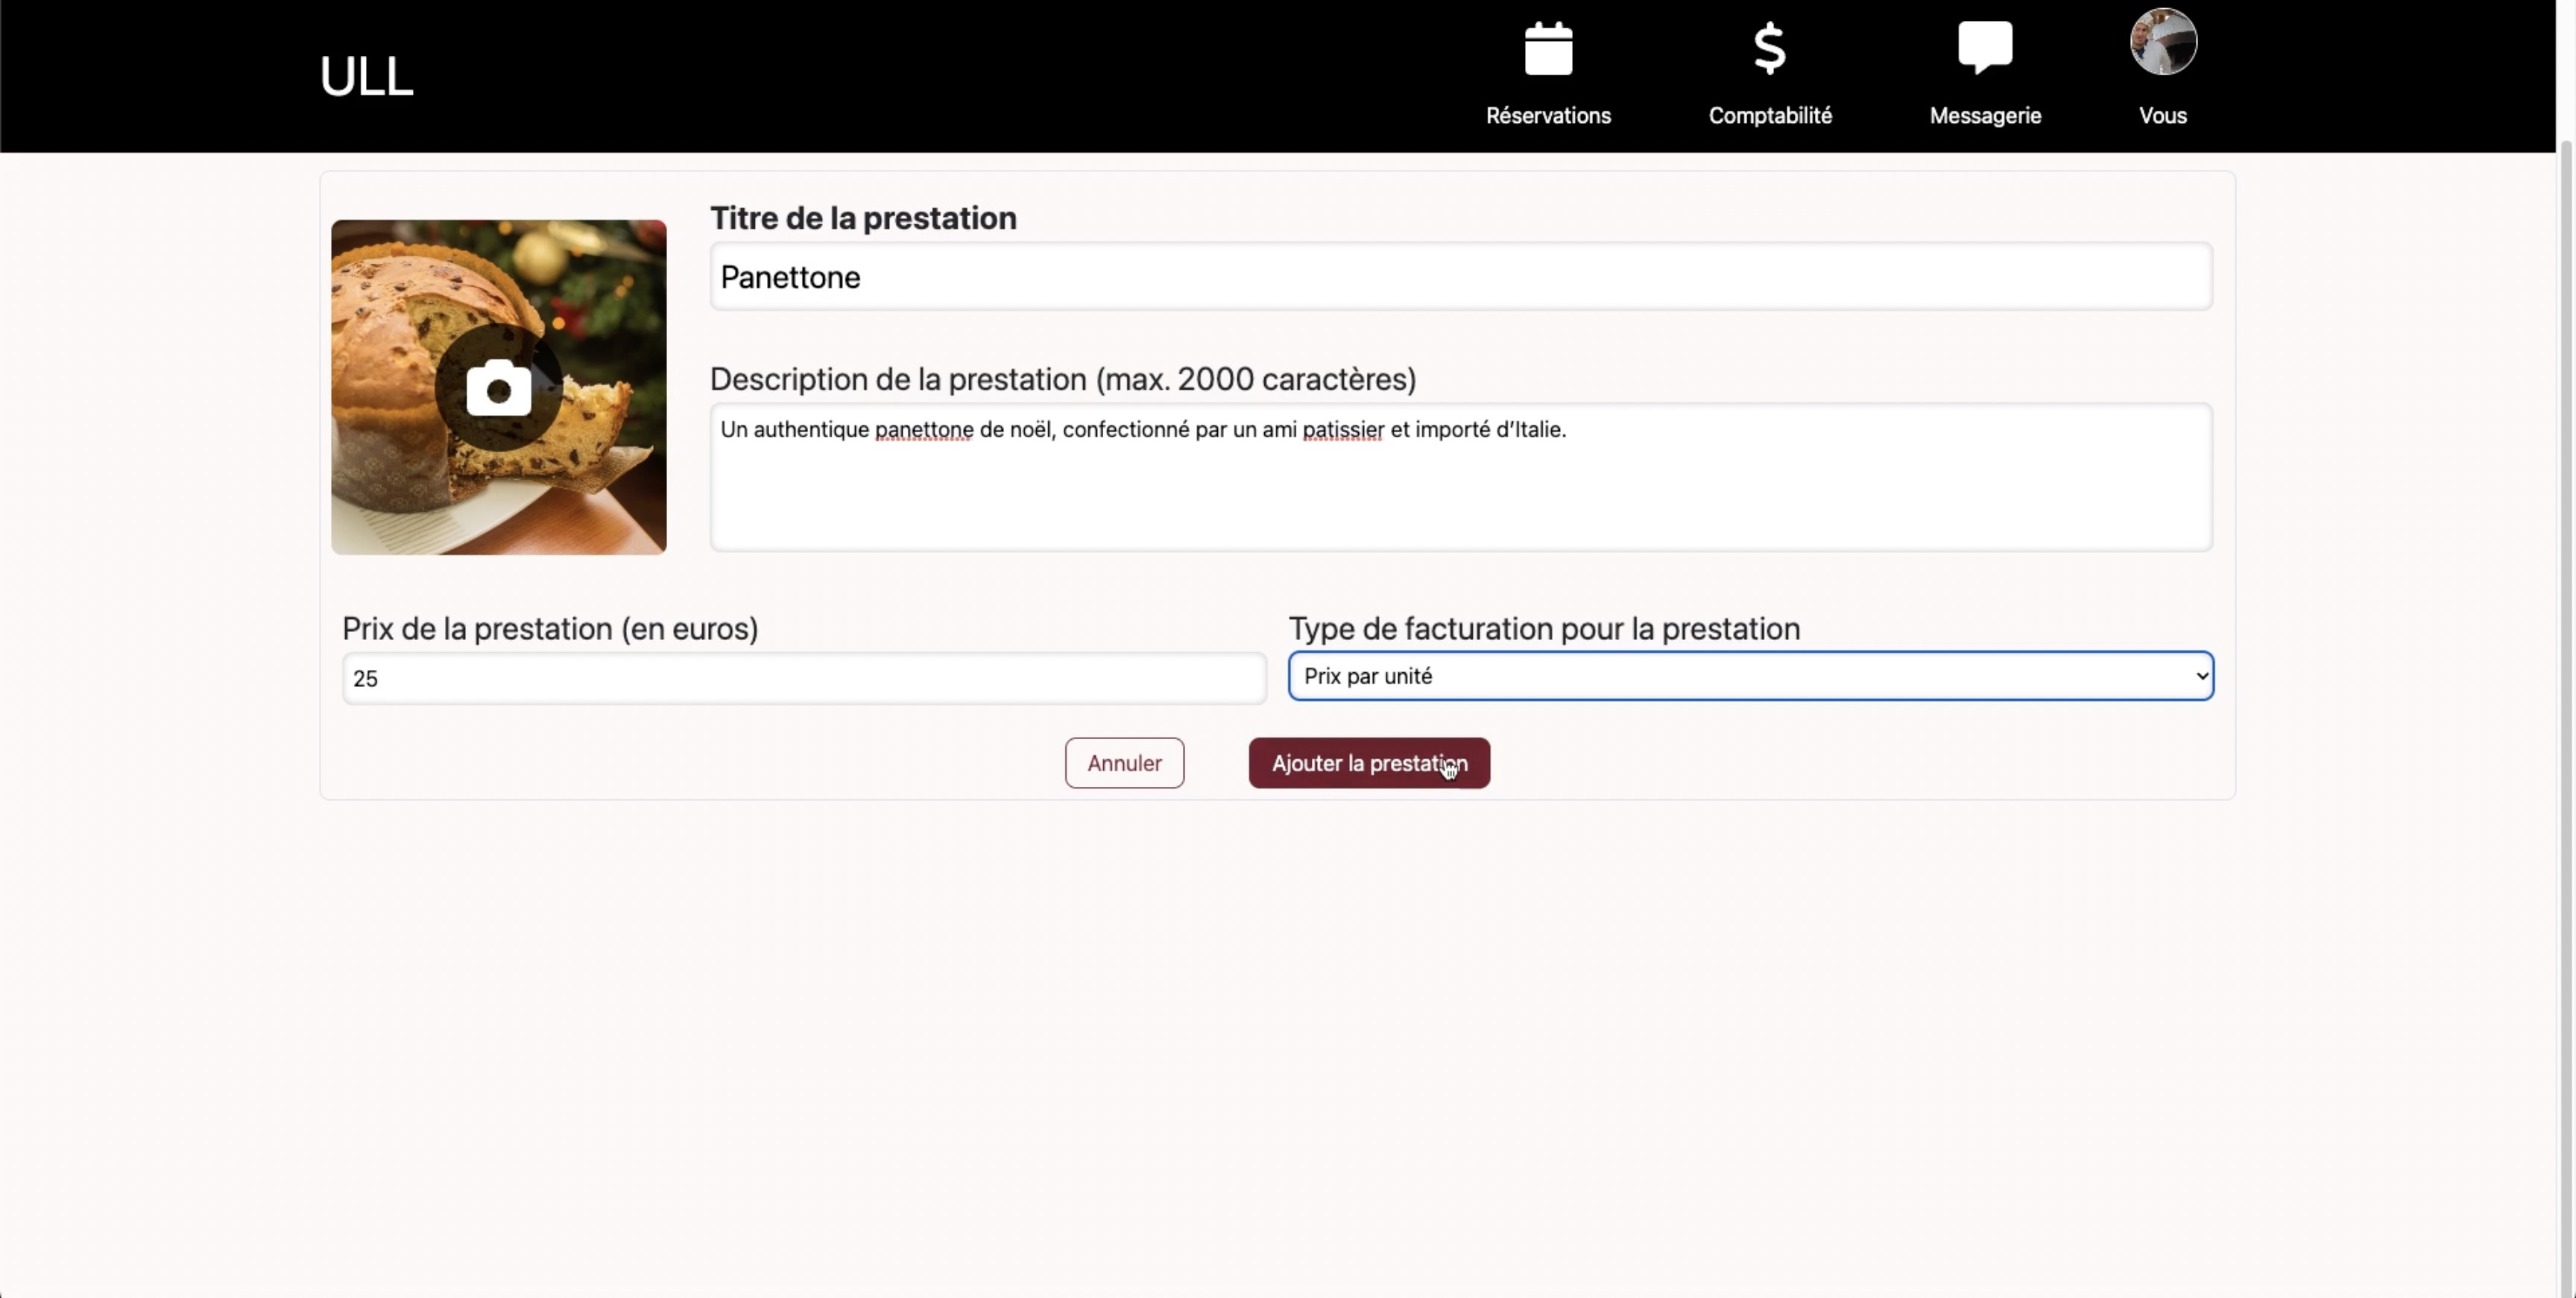 ULL
Réservations
Comptabilité
Messagerie
Vous
Titre de la prestation
Panettone
Description de la prestation (max. 2000 caractères)
Un authentique panettone de noël, confectionné par un ami patissier et importé d’Italie.
Prix de la prestation (en euros)
25
Type de facturation pour la prestation
Prix par unité
Annuler
Ajouter la prestation